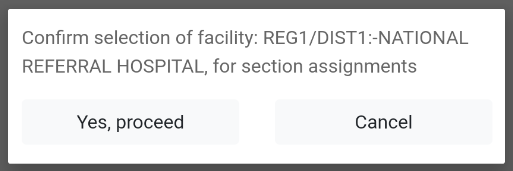 Confirm selection of facility: REG1/DIST1:-NATIONAL
REFERRAL HOSPITAL, for section assignments
Yes, proceed
Cancel